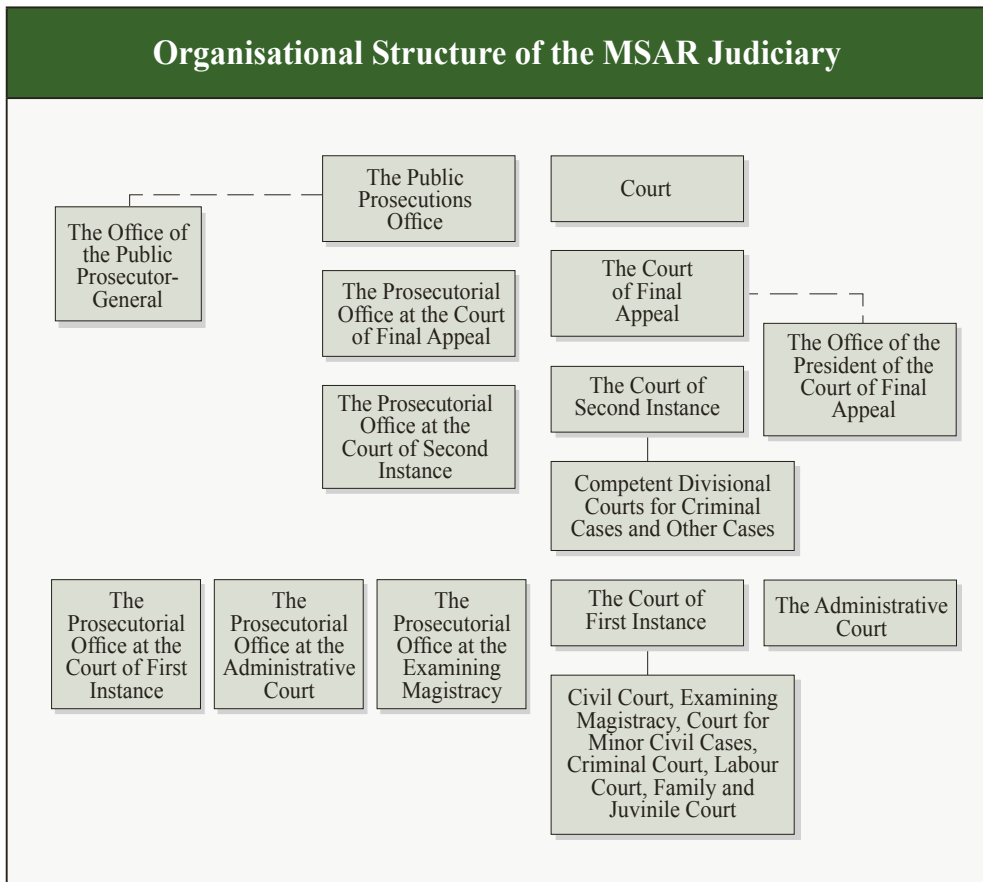 Organisational Structure of the MSAR Judiciary
The Public
Prosecutions
Office
Court
The Office of
the Public
Prosecutor-
General
The Court
of Final
Appeal
The Prosecutorial
Office at the Court
of Final Appeal
The Office of the
President of the
Court of Final
Appeal
The Court of
Second Instance
The Prosecutorial
Office at the
Court of Second
Instance
Competent Divisional
Courts for Criminal
Cases and Other Cases
The
Prosecutorial
Office at the
Court of First
Instance
The
Prosecutorial
Office at the
Administrative
Court
The
Prosecutorial
Office at the
Examining
Magistracy
The Court of
First Instance
The Administrative
Court
Civil Court, Examining
Magistracy, Court for
Minor Civil Cases,
Criminal Court, Labour
Court, Family and
Juvinile Court